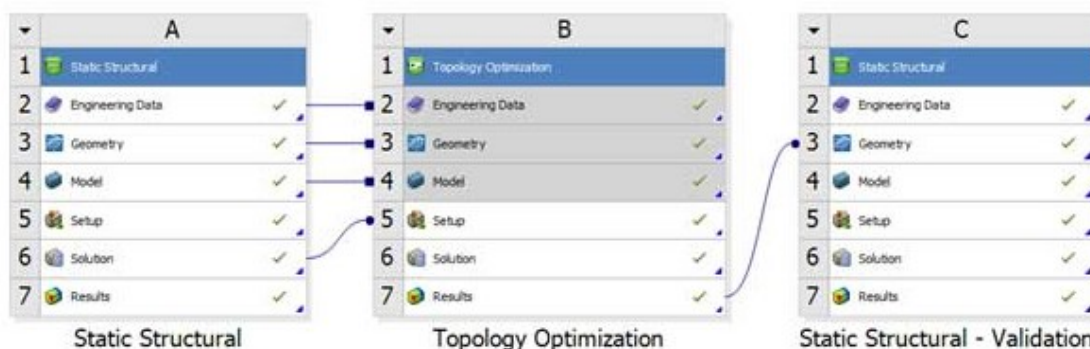 A
1 Static Structural
2 Engineering Data
3 Geometry
4 Model
5 Setup
6 Solution
7 Results
Static Structural
B
1 Topology Optimization
2 Engineering Data
3 Geometry
4 Model
5 Setup
6 Solution
7 Results
Topology Optimization
C
1 Static Structural
2 Engineering Data
3 Geometry
4 Model
5 Setup
6 Solution
7 Results
Static Structural - Validation